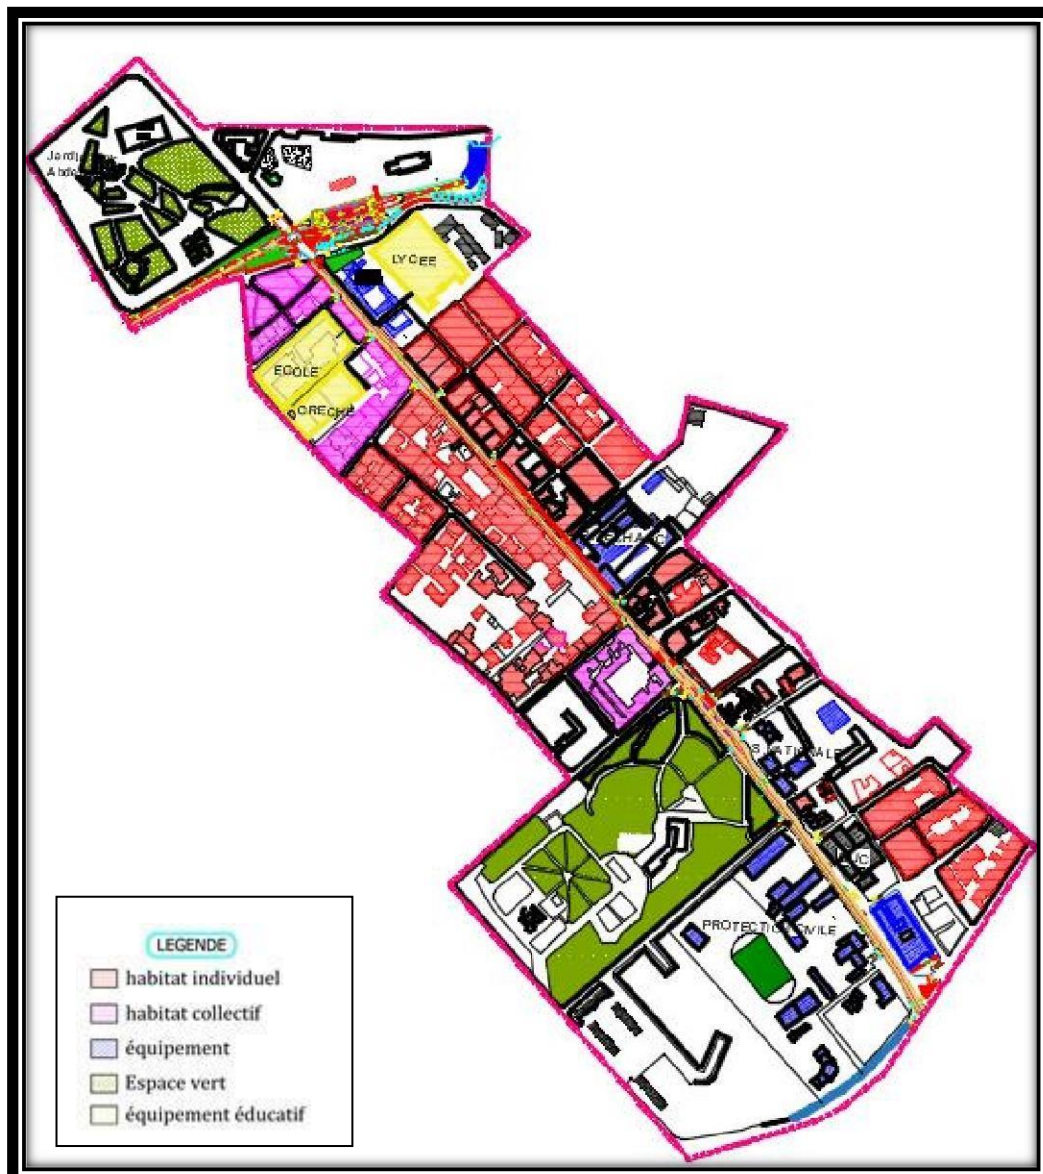 LYCEE
ECOLE
CRECHE
PROTECTION CIVILE
LEGENDE
habitat individuel
habitat collectif
équipement
Espace vert
équipement éducatif